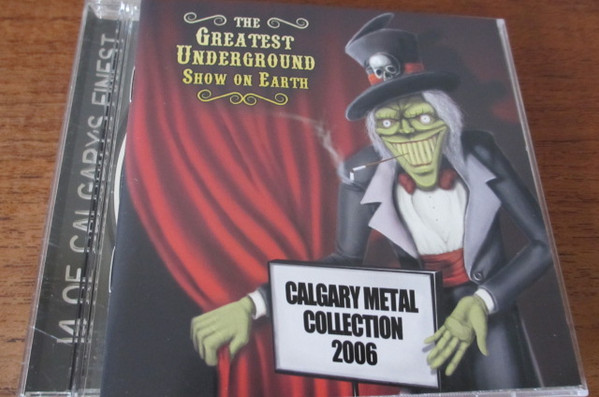 THE
GREATEST
UNDERGROUND
SHOW ON EARTH
CALGARY METAL
COLLECTION
2006
14 OF CALGARY'S FINEST